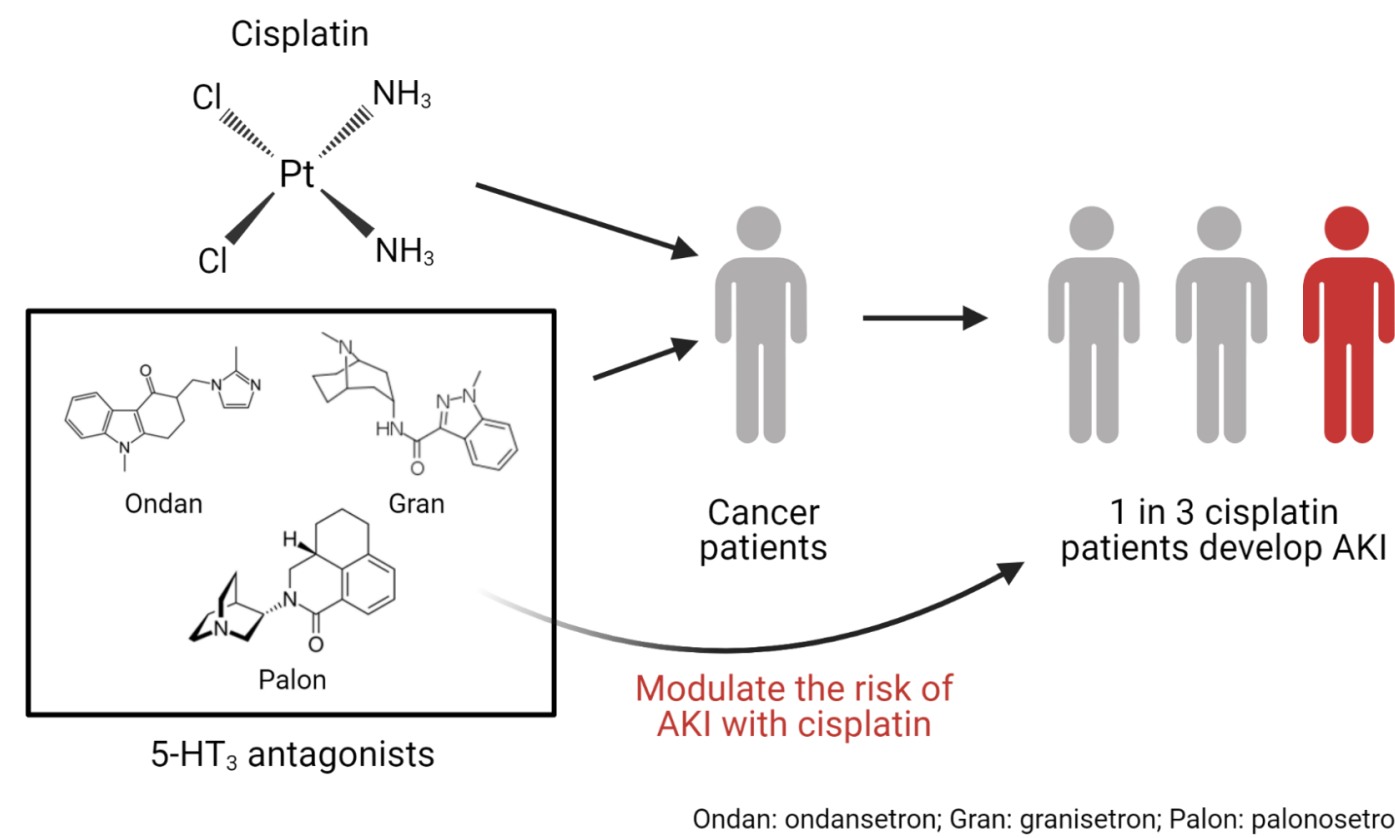 Cisplatin
Cl
NH₃
Pt
Cl
NH₃
O
N
N
N
Ondan
N
HN
O
N
N
Gran
H
N
N
O
Palon
5-HT₃ antagonists
Cancer
patients
1 in 3 cisplatin
patients develop AKI
Modulate the risk of
AKI with cisplatin
Ondan: ondansetron; Gran: granisetron; Palon: palonosetro